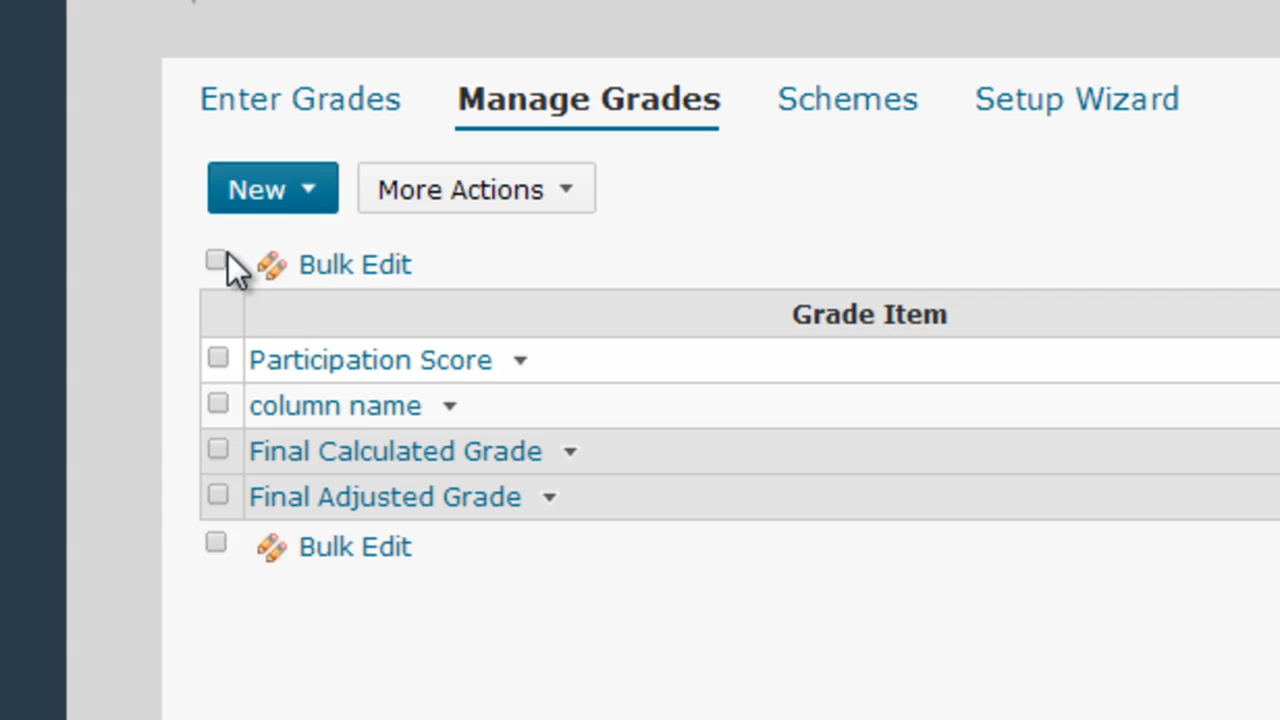 Enter Grades Manage Grades Schemes Setup Wizard
New More Actions
Bulk Edit
Grade Item
Participation Score
column name
Final Calculated Grade
Final Adjusted Grade
Bulk Edit